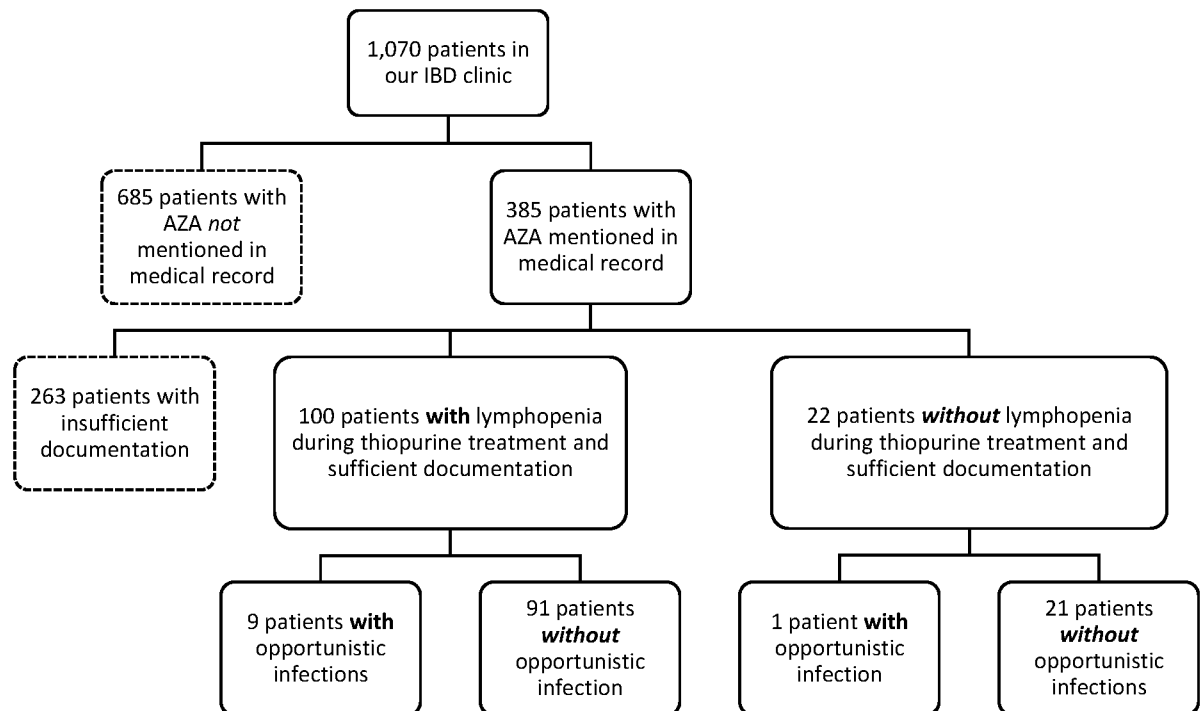 1,070 patients in
our IBD clinic
685 patients with
AZA not
mentioned in
medical record
385 patients with
AZA mentioned in
medical record
263 patients with
insufficient
documentation
100 patients with lymphopenia
during thiopurine treatment and
sufficient documentation
22 patients without lymphopenia
during thiopurine treatment and
sufficient documentation
9 patients with
opportunistic
infections
91 patients
without
opportunistic
infection
1 patient with
opportunistic
infection
21 patients
without
opportunistic
infections